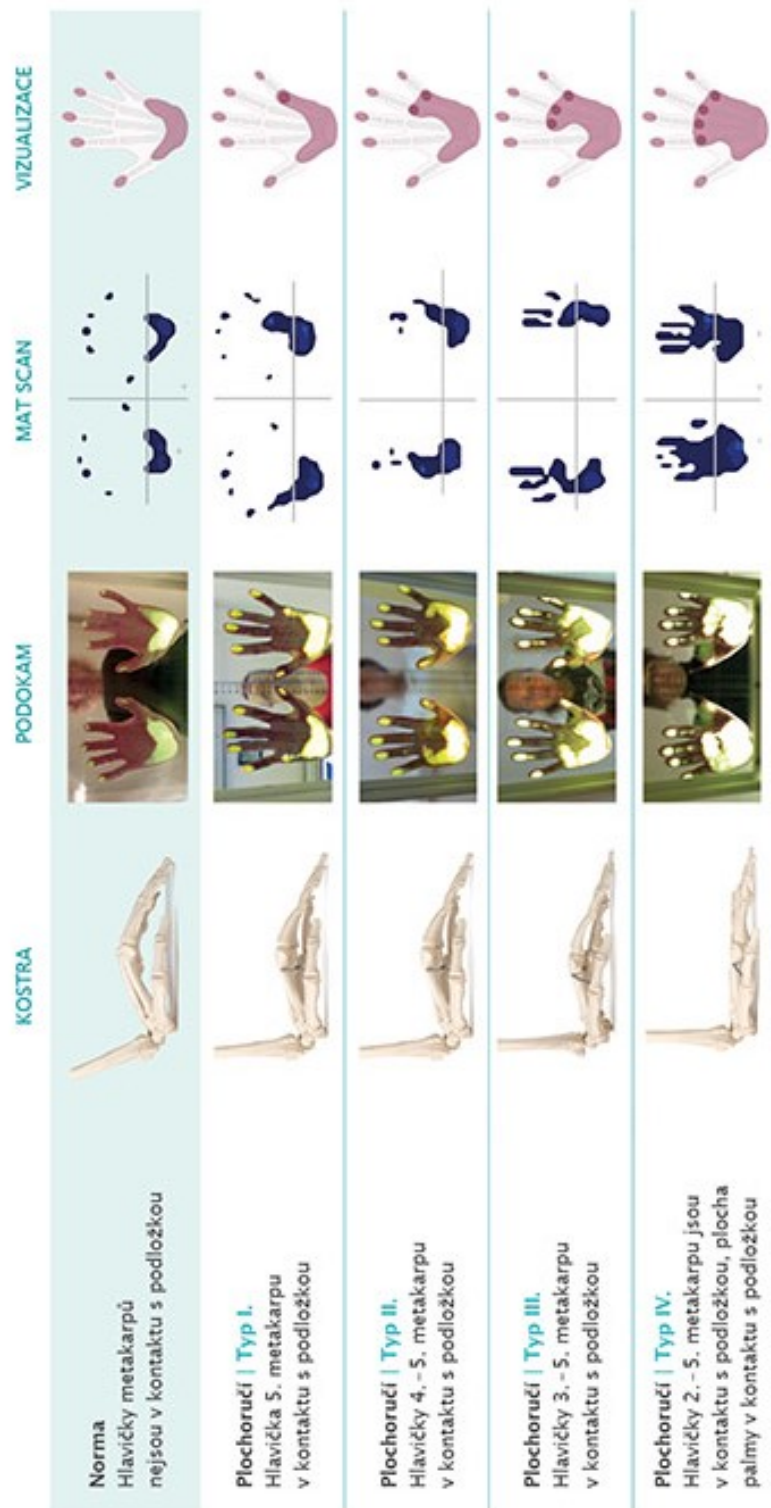 KOSTRA
PODOKAM
MAT SCAN
VIZUALIZACE
Norma
Hlavičky metakarpů
nejsou v kontaktu s podložkou
Plochoručí | Typ I.
Hlavička 5. metakarpu
v kontaktu s podložkou
Plochoručí | Typ II.
Hlavičky 4. – 5. metakarpu
v kontaktu s podložkou
Plochoručí | Typ III.
Hlavičky 3. – 5. metakarpu
v kontaktu s podložkou
Plochoručí | Typ IV.
Hlavičky 2. – 5. metakarpu jsou
v kontaktu s podložkou, plocha
palmy v kontaktu s podložkou